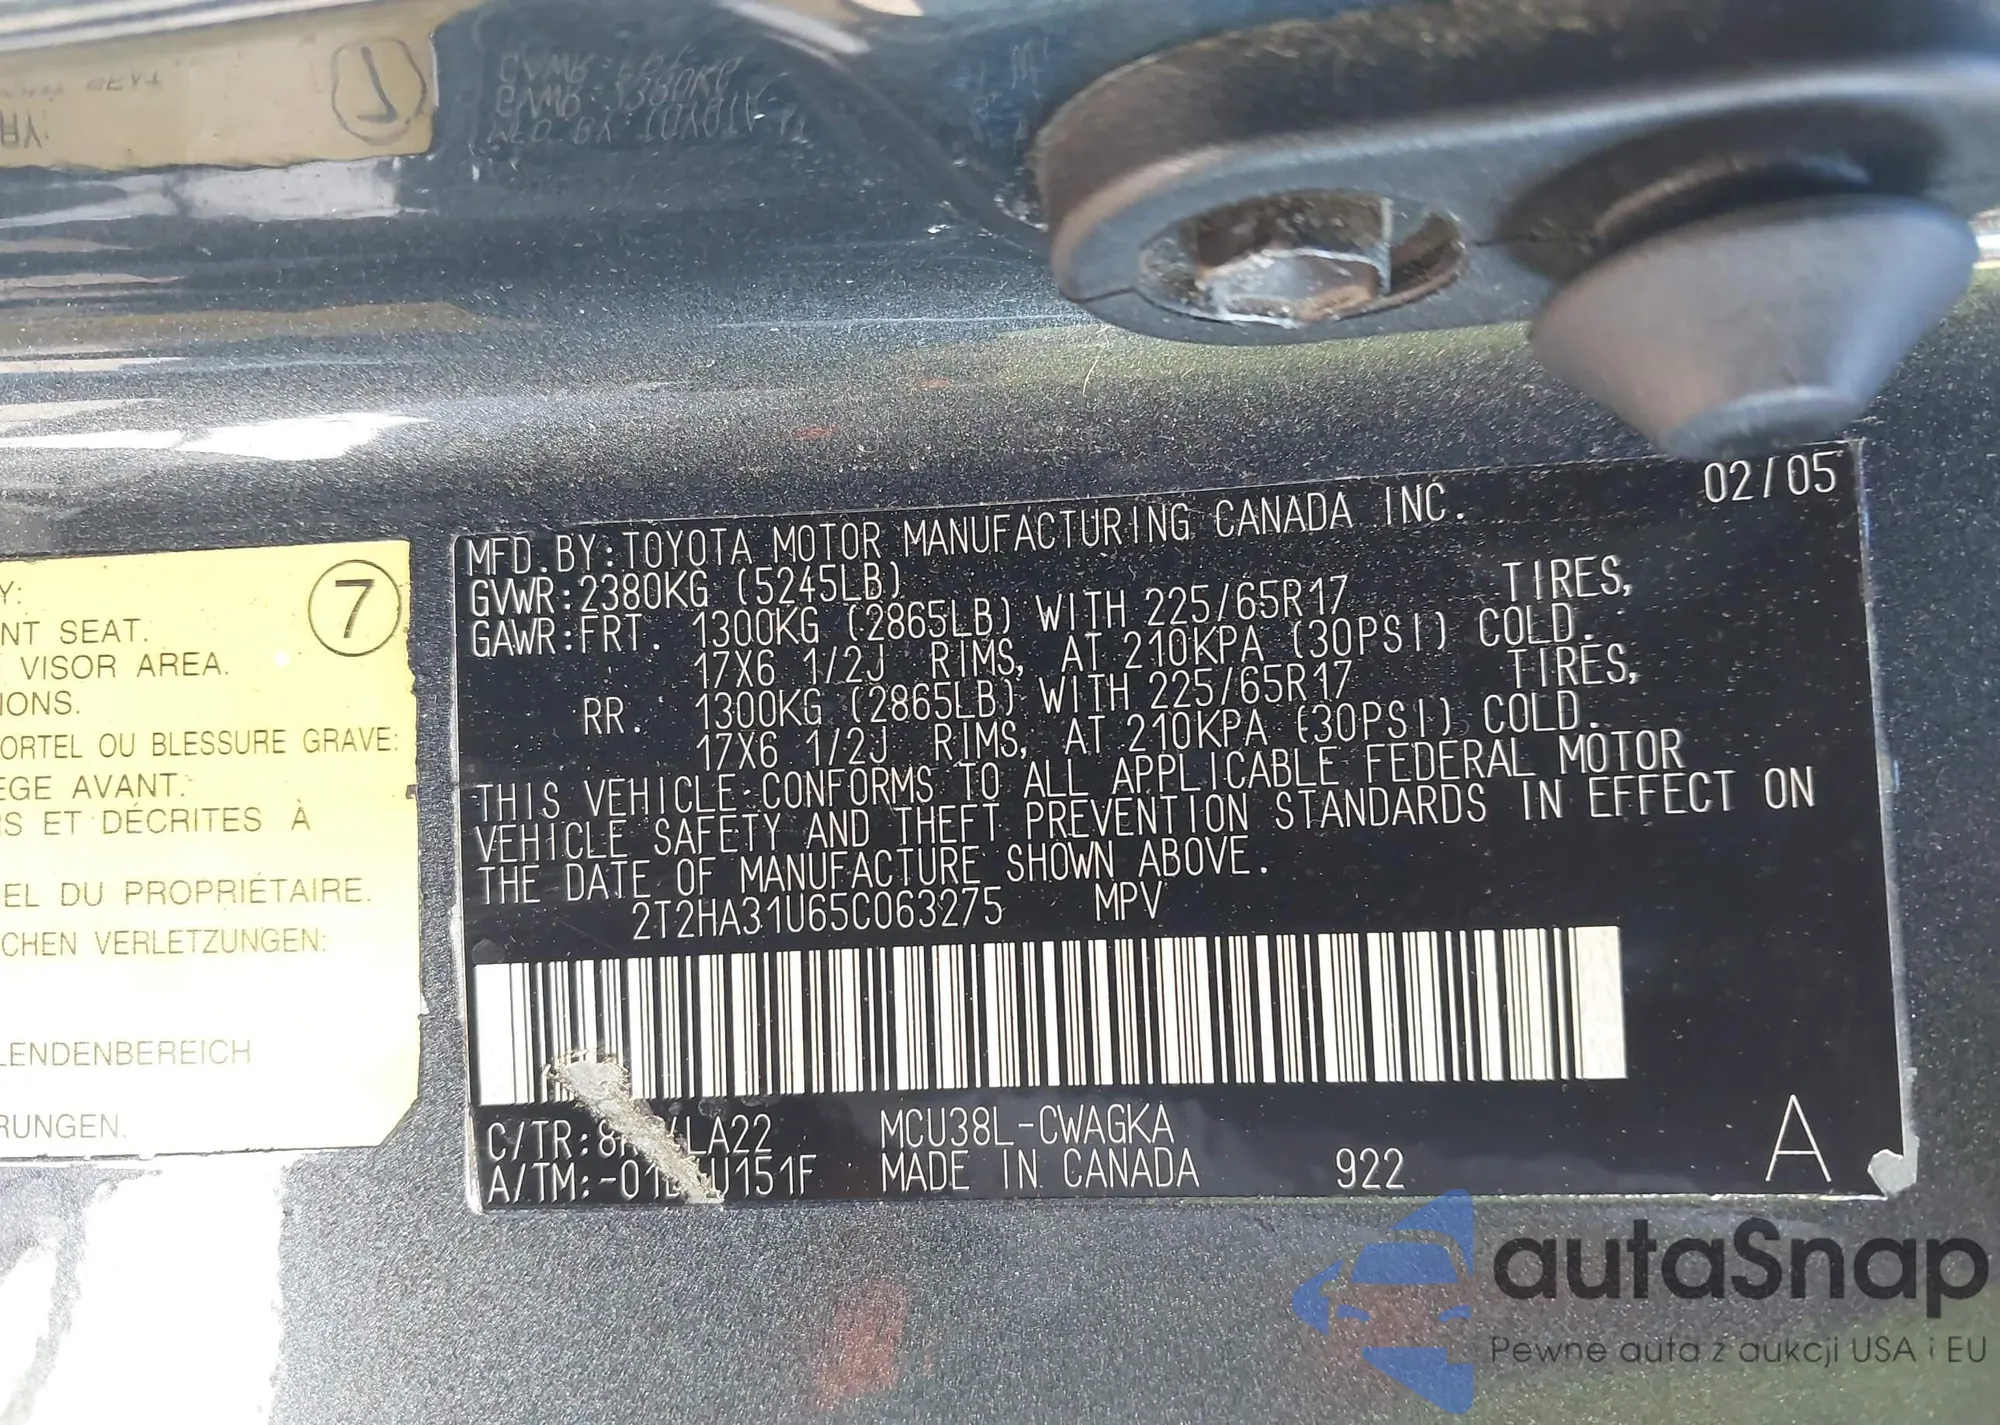 7
MFD. BY: TOYOTA MOTOR MANUFACTURING CANADA INC. 02/05
GVWR: 2380KG (5245LB)
GAWR: FRT. 1300KG (2865LB) WITH 225/65R17 TIRES,
17X6 1/2J RIMS, AT 210KPA (30PSI) COLD.
RR. 1300KG (2865LB) WITH 225/65R17 TIRES,
17X6 1/2J RIMS, AT 210KPA (30PSI) COLD.
THIS VEHICLE CONFORMS TO ALL APPLICABLE FEDERAL MOTOR
VEHICLE SAFETY AND THEFT PREVENTION STANDARDS IN EFFECT ON
THE DATE OF MANUFACTURE SHOWN ABOVE.
2T2HA31U65C063275 MPV
C/TR: LA22 MCU38L-CWAGKA
A/TM: U151F MADE IN CANADA 922 A
Y:
NT SEAT.
VISOR AREA.
IONS.
ORTEL OU BLESSURE GRAVE:
EGE AVANT.
S ET DÉCRITES À
EL DU PROPRIÉTAIRE.
CHEN VERLETZUNGEN:
LENDENBEREICH
RUNGEN.
autaSnap
Pewne auta z aukcji USA i EU